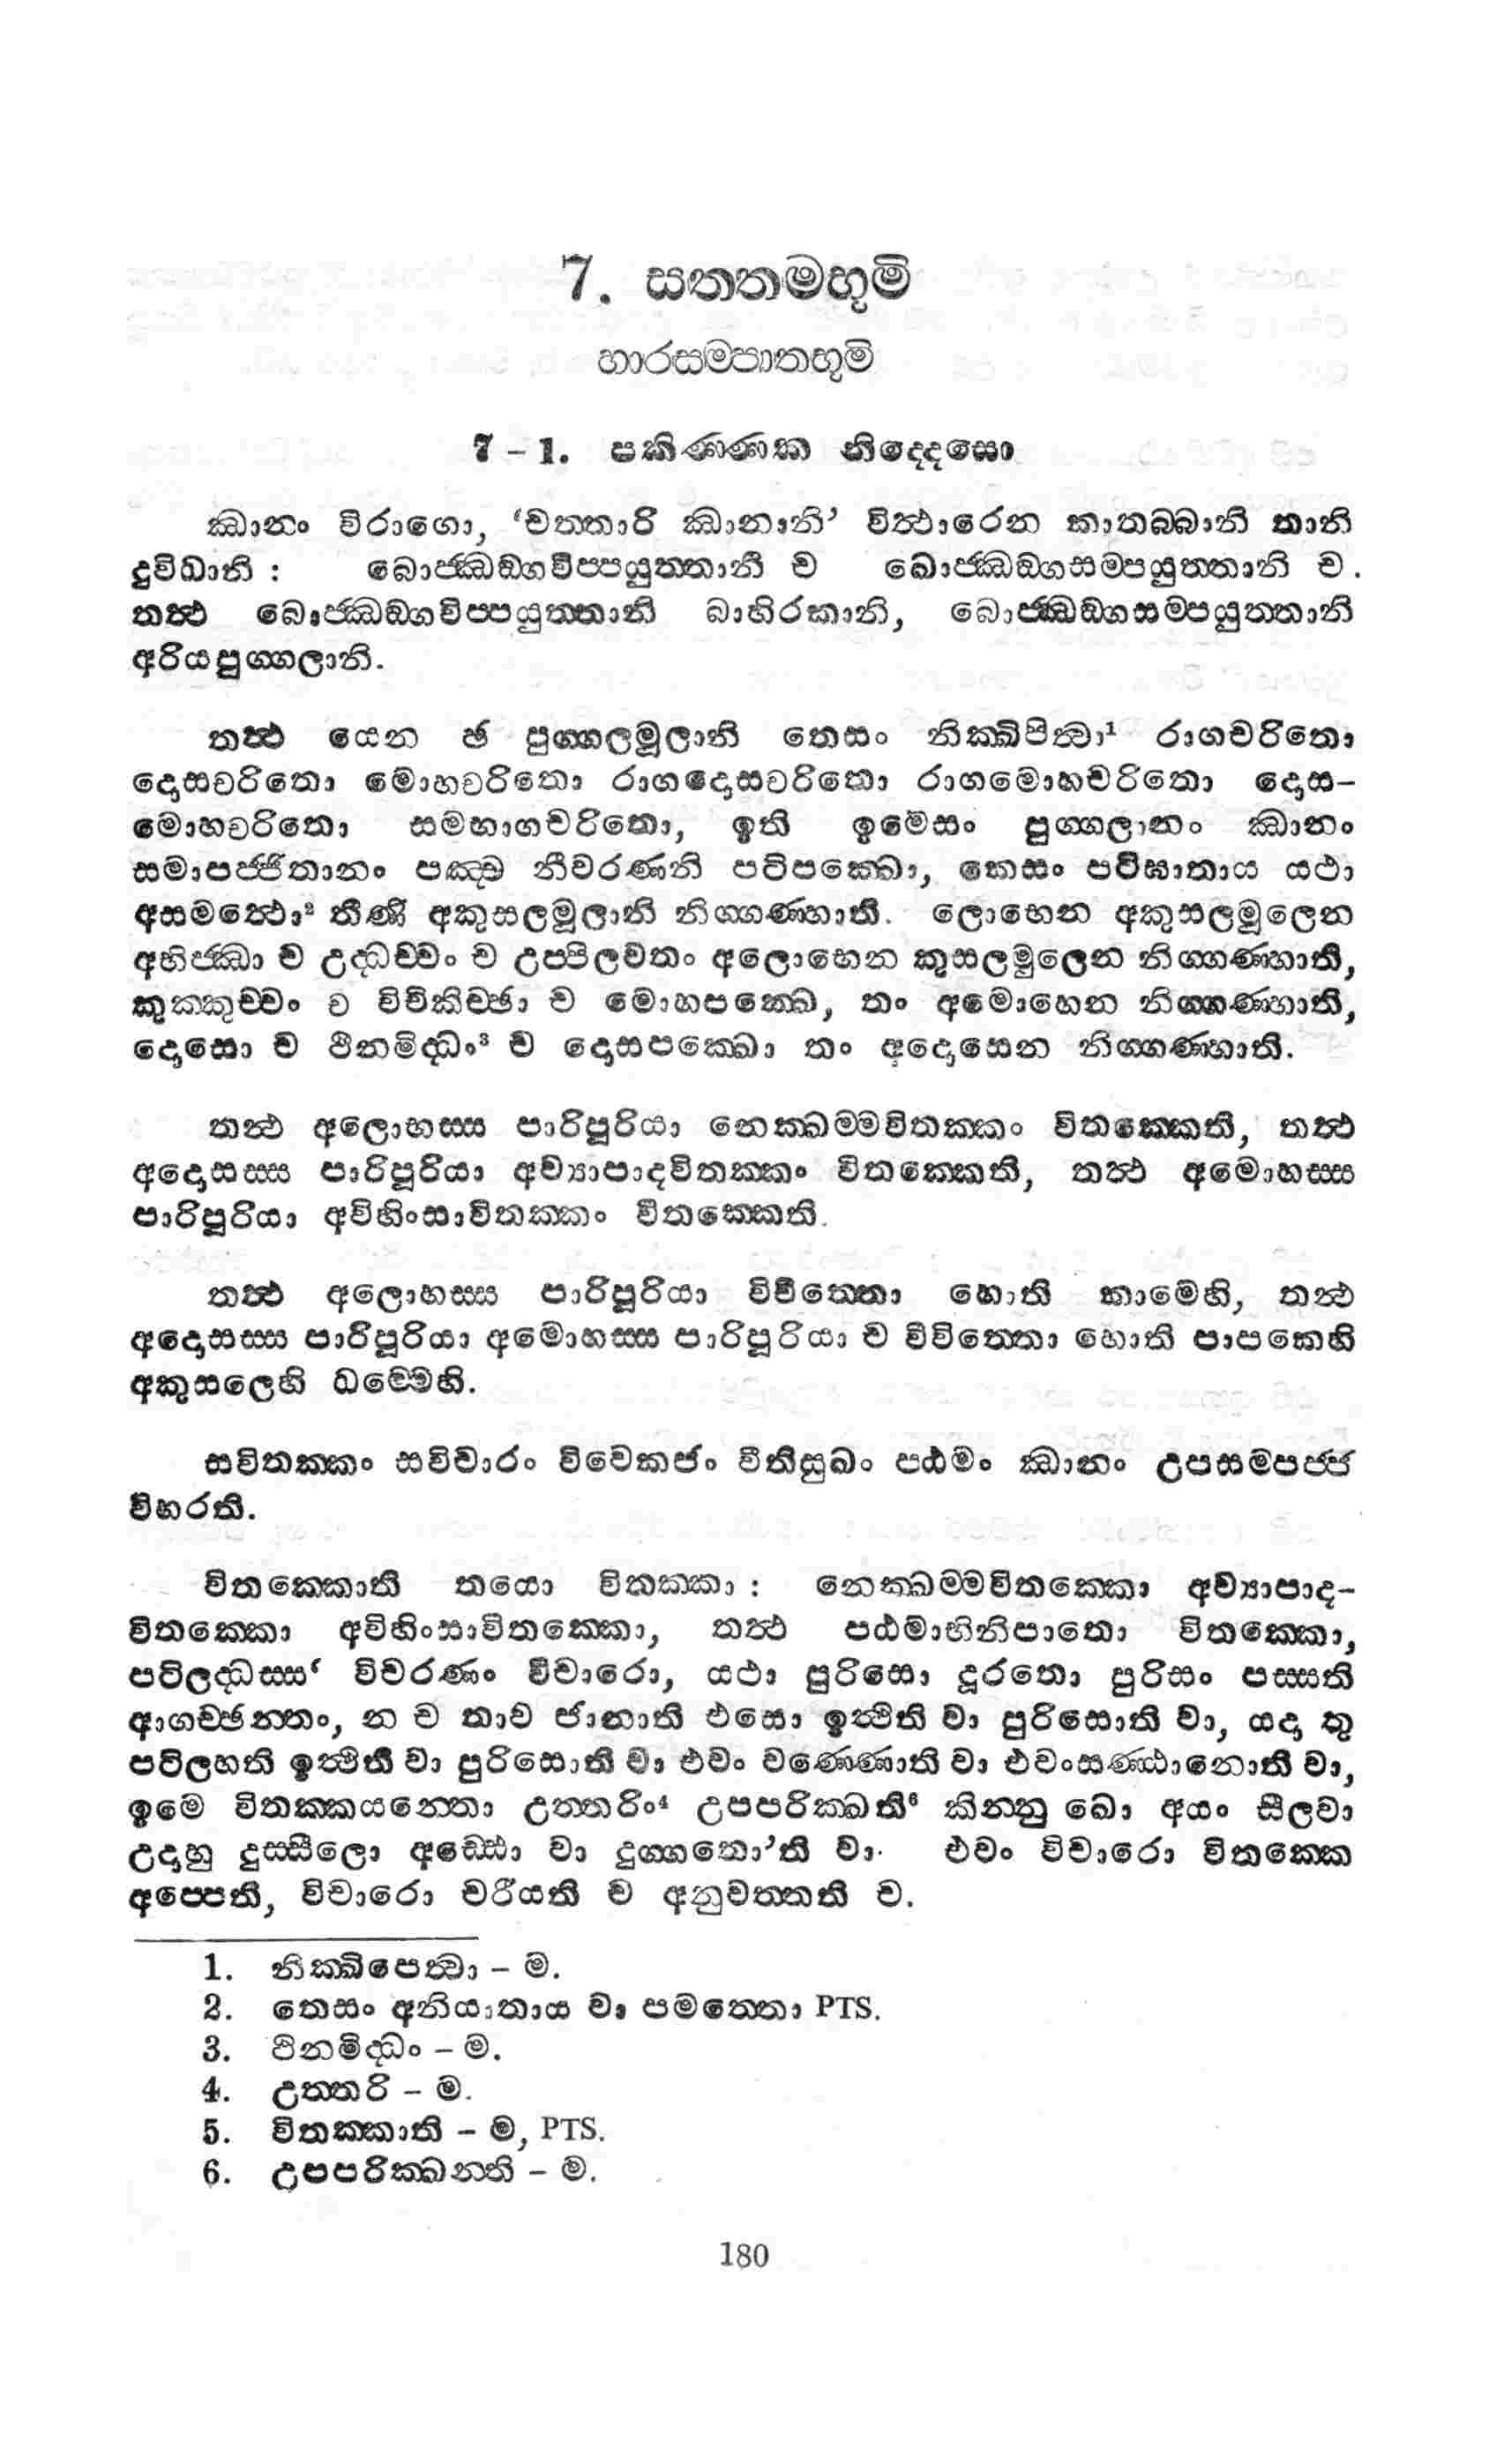 7. සත්තමභූමි
හාරසම්පාතභූමි
7 – 1. පකිණ්ණක නිද්දෙසො
ඣානං විරාගො, ‘චත්තාරි ඣානානි’ විත්ථාරෙන කාතබ්බානි තානි
දුවිධානි : බොජ්ඣඞ්ගවිප්පයුත්තානි ච බොජ්ඣඞ්ගසම්පයුත්තානි ච.
තත්ථ බොජ්ඣඞ්ගවිප්පයුත්තානි බාහිරකානි, බොජ්ඣඞ්ගසම්පයුත්තානි
අරියපුග්ගලානි.
තත්ථ යෙන ඡ පුග්ගලමූලානි තෙසං නික්ඛිපිත්වා¹ රාගචරිතො
දොසචරිතො මොහචරිතො රාගදොසචරිතො රාගමොහචරිතො දොස–
මොහචරිතො සමභාගචරිතො, ඉති ඉමෙසං පුග්ගලානං ඣානං
සමාපජ්ජිතානං පඤ්ච නීවරණානි පටිපක්ඛො, තෙසං පටිඝාතාය යථා
අසමත්ථො² තීණි අකුසලමූලානි නිග්ගණ්හාති. ලොභෙන අකුසලමූලෙන
අභිජ්ඣා ච උද්ධච්චං ච උප්පිලවතං අලොභෙන කුසලමුලෙන නිග්ගණ්හාති,
කුක්කුච්චං ච විචිකිච්ඡා ච මොහපක්ඛෙ, තං අමොහෙන නිග්ගණ්හාති,
දොසො ච ථිනමිද්ධං³ ච දොසපක්ඛො තං අදොසෙන නිග්ගණ්හාති.
තත්ථ අලොභස්ස පාරිපූරියා නෙක්ඛම්මවිතක්කං විතක්කෙති, තත්ථ
අදොසස්ස පාරිපූරියා අව්‍යාපාදවිතක්කං විතක්කෙති, තත්ථ අමොහස්ස
පාරිපූරියා අවිහිංසාවිතක්කං විතක්කෙති.
තත්ථ අලොභස්ස පාරිපූරියා විවිත්තො හොති කාමෙහි, තත්ථ
අදොසස්ස පාරිපූරියා අමොහස්ස පාරිපූරියා ච විවිත්තො හොති පාපකෙහි
අකුසලෙහි ධම්මෙහි.
සවිතක්කං සවිචාරං විවෙකජං පීතිසුඛං පඨමං ඣානං උපසම්පජ්ජ
විහරති.
විතක්කොති තයො විතක්කා : නෙක්ඛම්මවිතක්කො අව්‍යාපාද–
විතක්කො අවිහිංසාවිතක්කො, තත්ථ පඨමාභිනිපාතො විතක්කො,
පටිලද්ධස්ස‘ විචරණං විචාරො, යථා පුරිසො දූරතො පුරිසං පස්සති
ආගච්ඡන්තං, න ච තාව ජානාති එසො ඉත්ථිති වා පුරිසොති වා, යදා තු
පටිලභති ඉත්ථිති වා පුරිසොති වා එවං වණ්ණොති වා එවංසණ්ඨානොති වා,
ඉමෙ විතක්කයන්තො උත්තරිං⁴ උපපරික්ඛති⁶ කින්නු ඛො අයං සීලවා
උදාහු දුස්සීලො අඩ්ඪො වා දුග්ගතො’ති වා. එවං විචාරො විතක්කෙ
අප්පෙති, විචාරො චරීයති ච අනුවත්තති ච.
1. නික්ඛිපෙත්වා – ම.
2. තෙසං අනියාතාය වා පමත්තො PTS.
3. ථිනමිද්ධං – ම.
4. උත්තරි – ම.
5. විතක්කාති – ම, PTS.
6. උපපරික්ඛන්ති – ම.
180